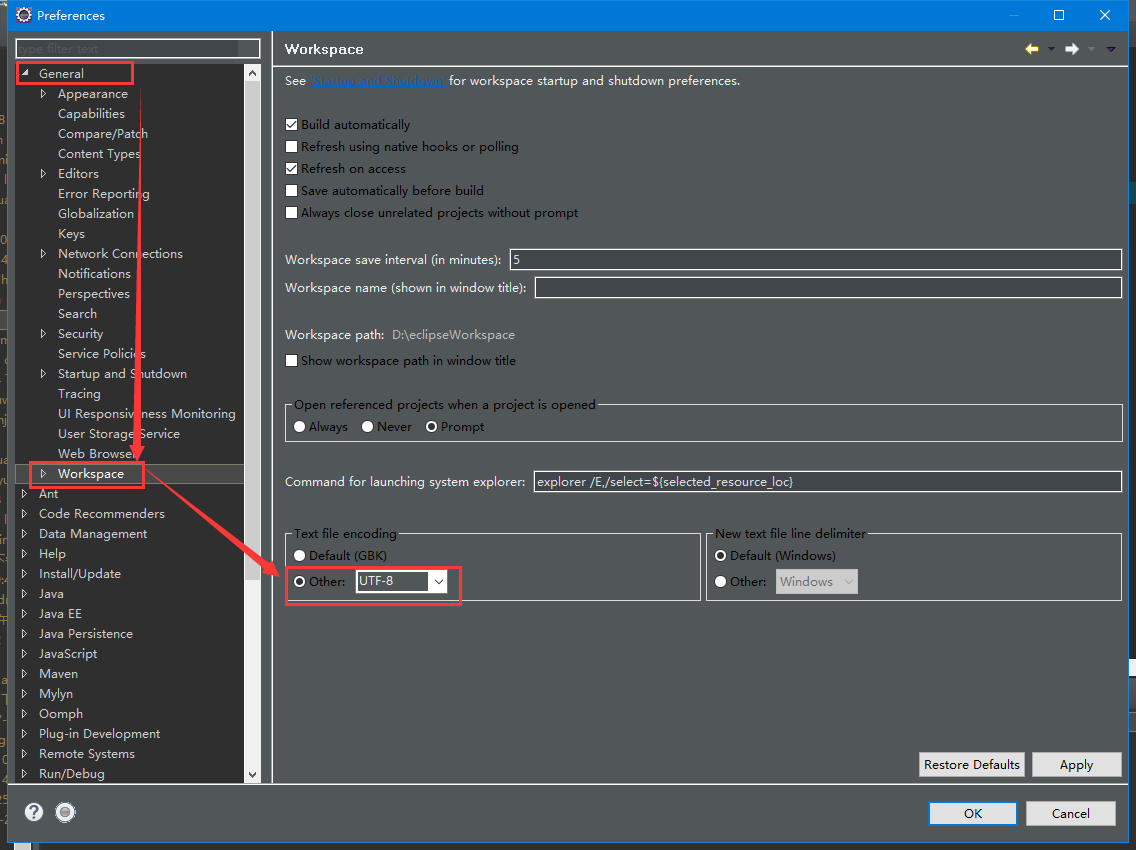 Preferences
type filter text
General
Appearance
Capabilities
Compare/Patch
Content Types
Editors
Error Reporting
Globalization
Keys
Network Connections
Notifications
Perspectives
Search
Security
Service Policies
Startup and Shutdown
Tracing
UI Responsiveness Monitoring
User Storage Service
Web Browser
Workspace
Ant
Code Recommenders
Data Management
Help
Install/Update
Java
Java EE
Java Persistence
JavaScript
Maven
Mylyn
Oomph
Plug-in Development
Remote Systems
Run/Debug
Workspace
See 'Startup and Shutdown' for workspace startup and shutdown preferences.
Build automatically
Refresh using native hooks or polling
Refresh on access
Save automatically before build
Always close unrelated projects without prompt
Workspace save interval (in minutes): 5
Workspace name (shown in window title):
Workspace path: D:\eclipseWorkspace
Show workspace path in window title
Open referenced projects when a project is opened
Always Never Prompt
Command for launching system explorer: explorer /E,/select=${selected_resource_loc}
Text file encoding
Default (GBK)
Other: UTF-8
New text file line delimiter
Default (Windows)
Other: Windows
Restore Defaults Apply
OK Cancel